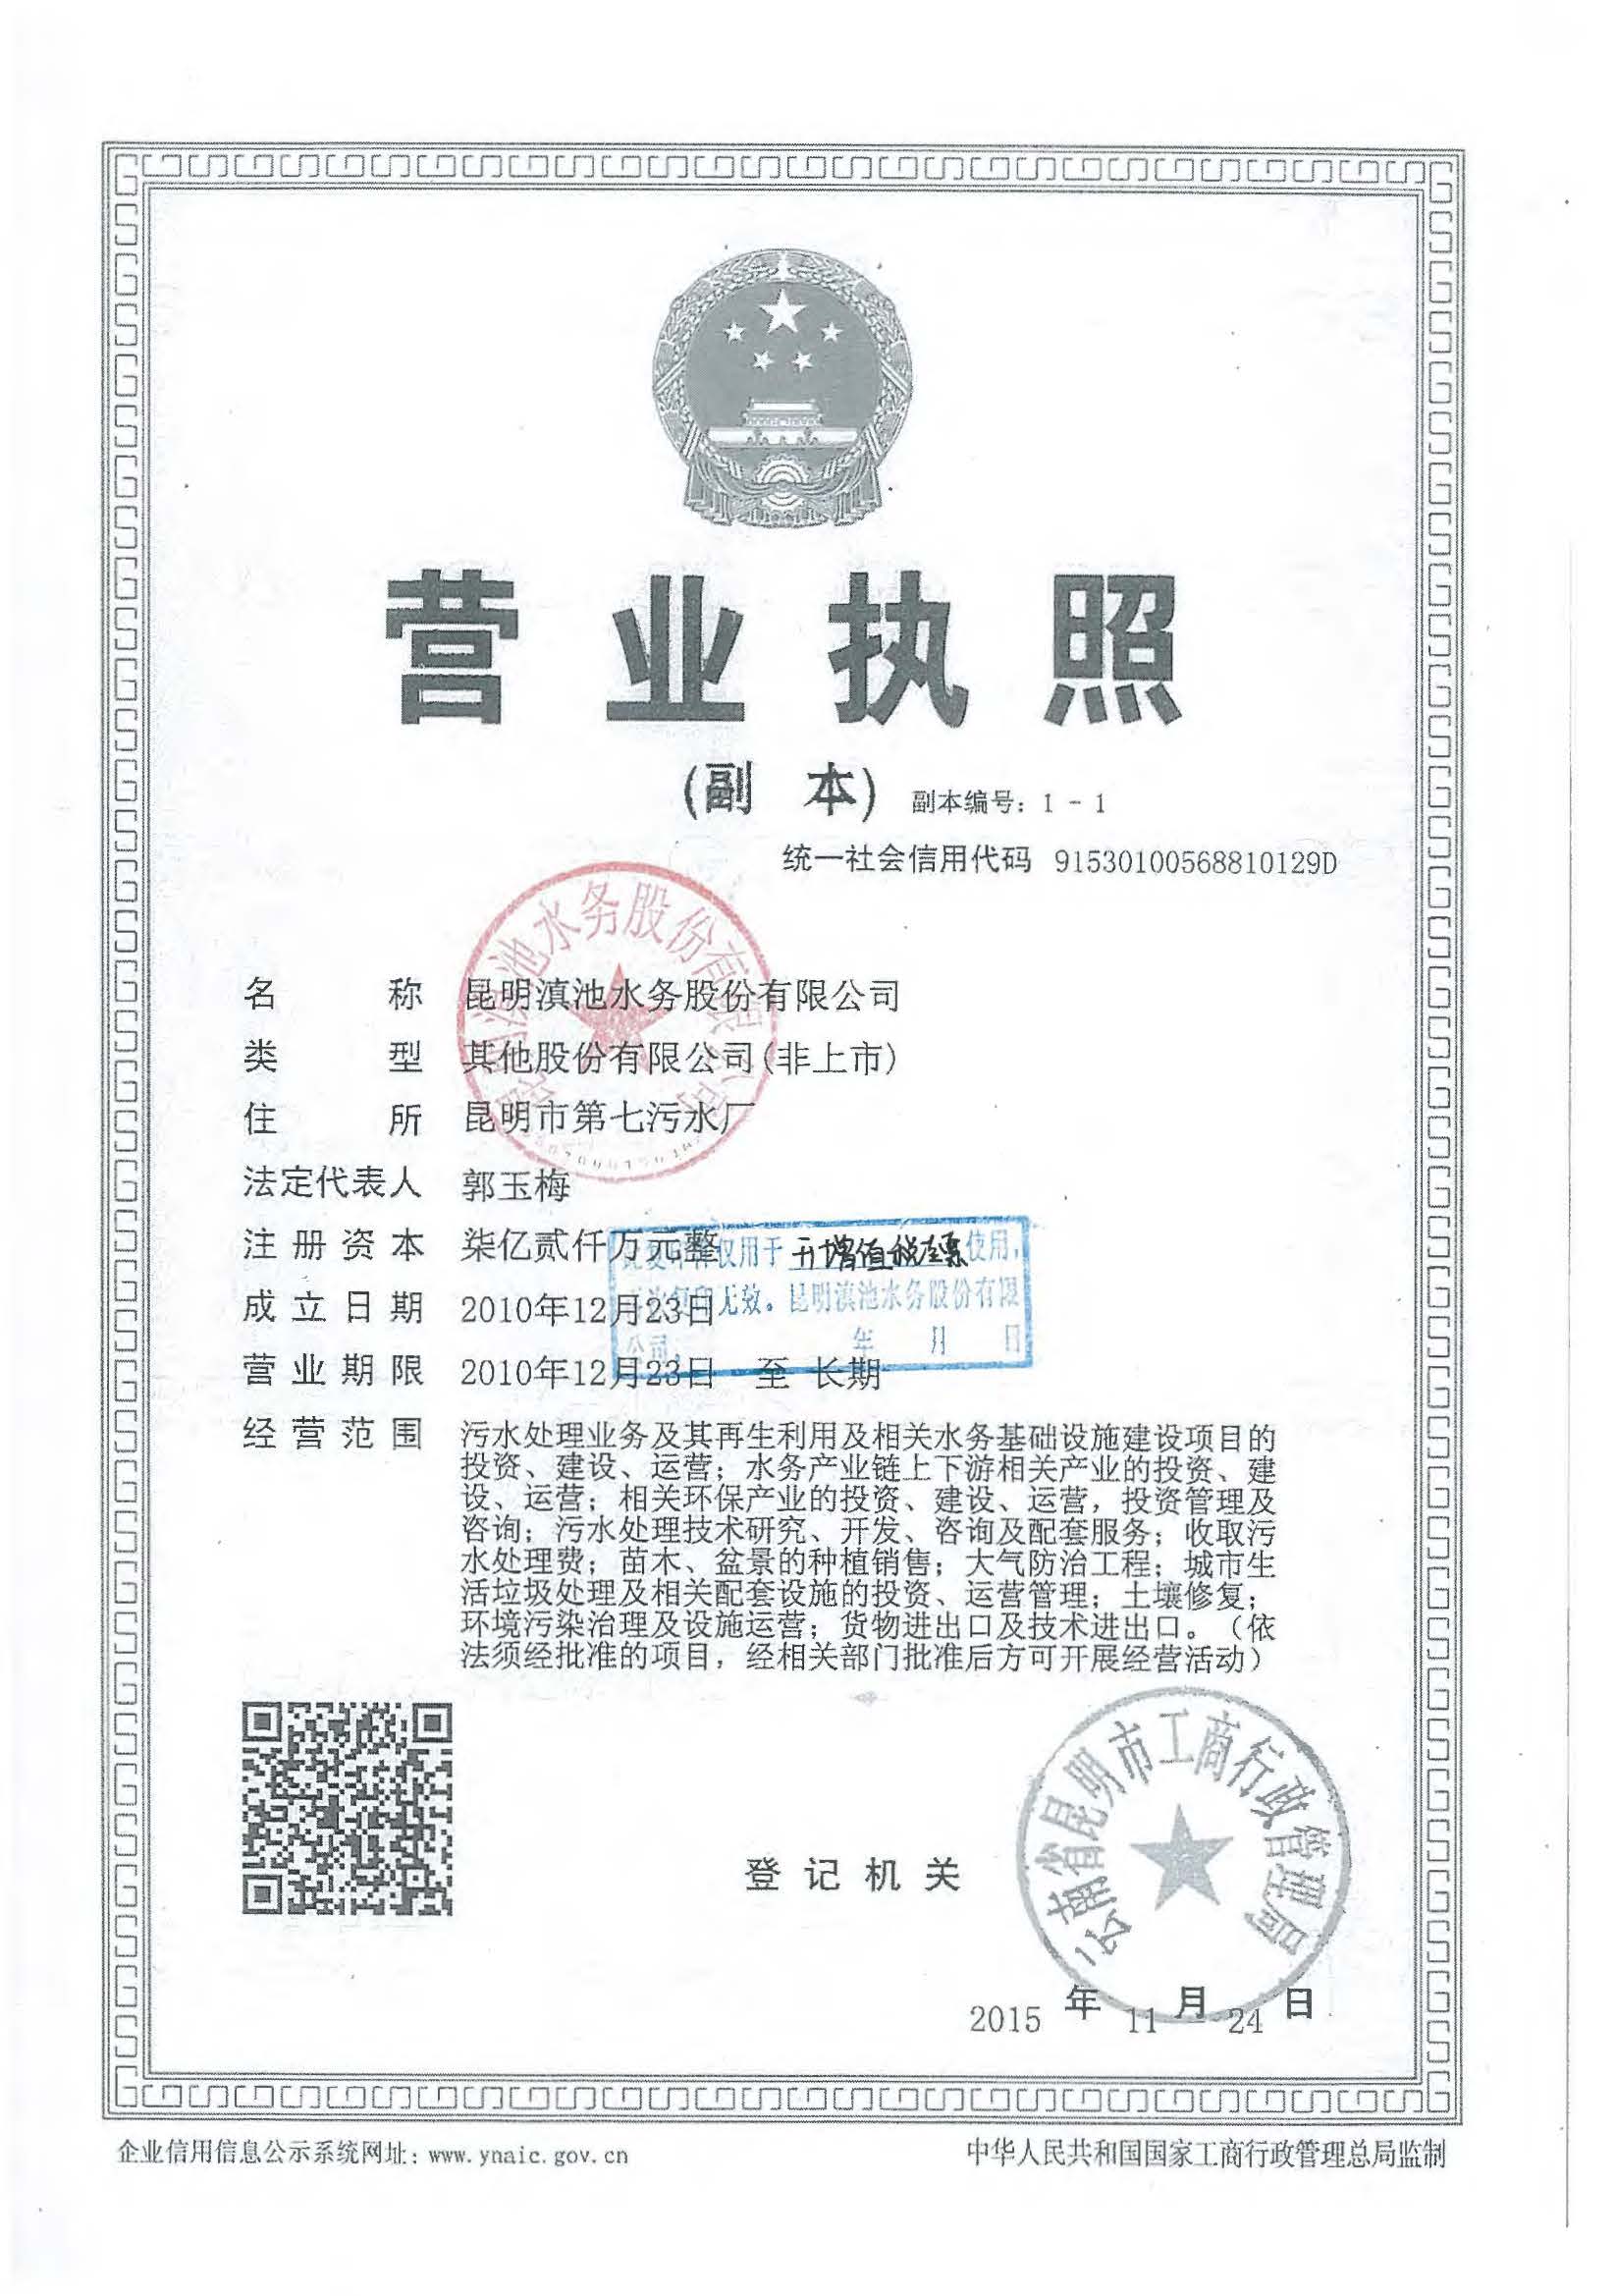 营业执照
(副 本) 副本编号：1-1
统一社会信用代码 91530100568810129D
名称 昆明滇池水务股份有限公司
类型 其他股份有限公司(非上市)
住所 昆明市第七污水厂
法定代表人 郭玉梅
注册资本 柒亿贰仟万元整
成立日期 2010年12月23日
营业期限 2010年12月23日 至 长期
仅用于开增值税 使用，
复印无效。昆明滇池水务股份有限
公司 年 月 日
经营范围 污水处理业务及其再生利用及相关水务基础设施建设项目的
投资、建设、运营；水务产业链上下游相关产业的投资、建
设、运营；相关环保产业的投资、建设、运营，投资管理及
咨询；污水处理技术研究、开发、咨询及配套服务；收取污
水处理费；苗木、盆景的种植销售；大气防治工程；城市生
活垃圾处理及相关配套设施的投资、运营管理；土壤修复；
环境污染治理及设施运营；货物进出口及技术进出口。（依
法须经批准的项目，经相关部门批准后方可开展经营活动）
昆明滇池水务股份有限公司
登记机关
云南省昆明市工商行政管理局
2015 年 11 月 24 日
企业信用信息公示系统网址：www.ynaic.gov.cn
中华人民共和国国家工商行政管理总局监制